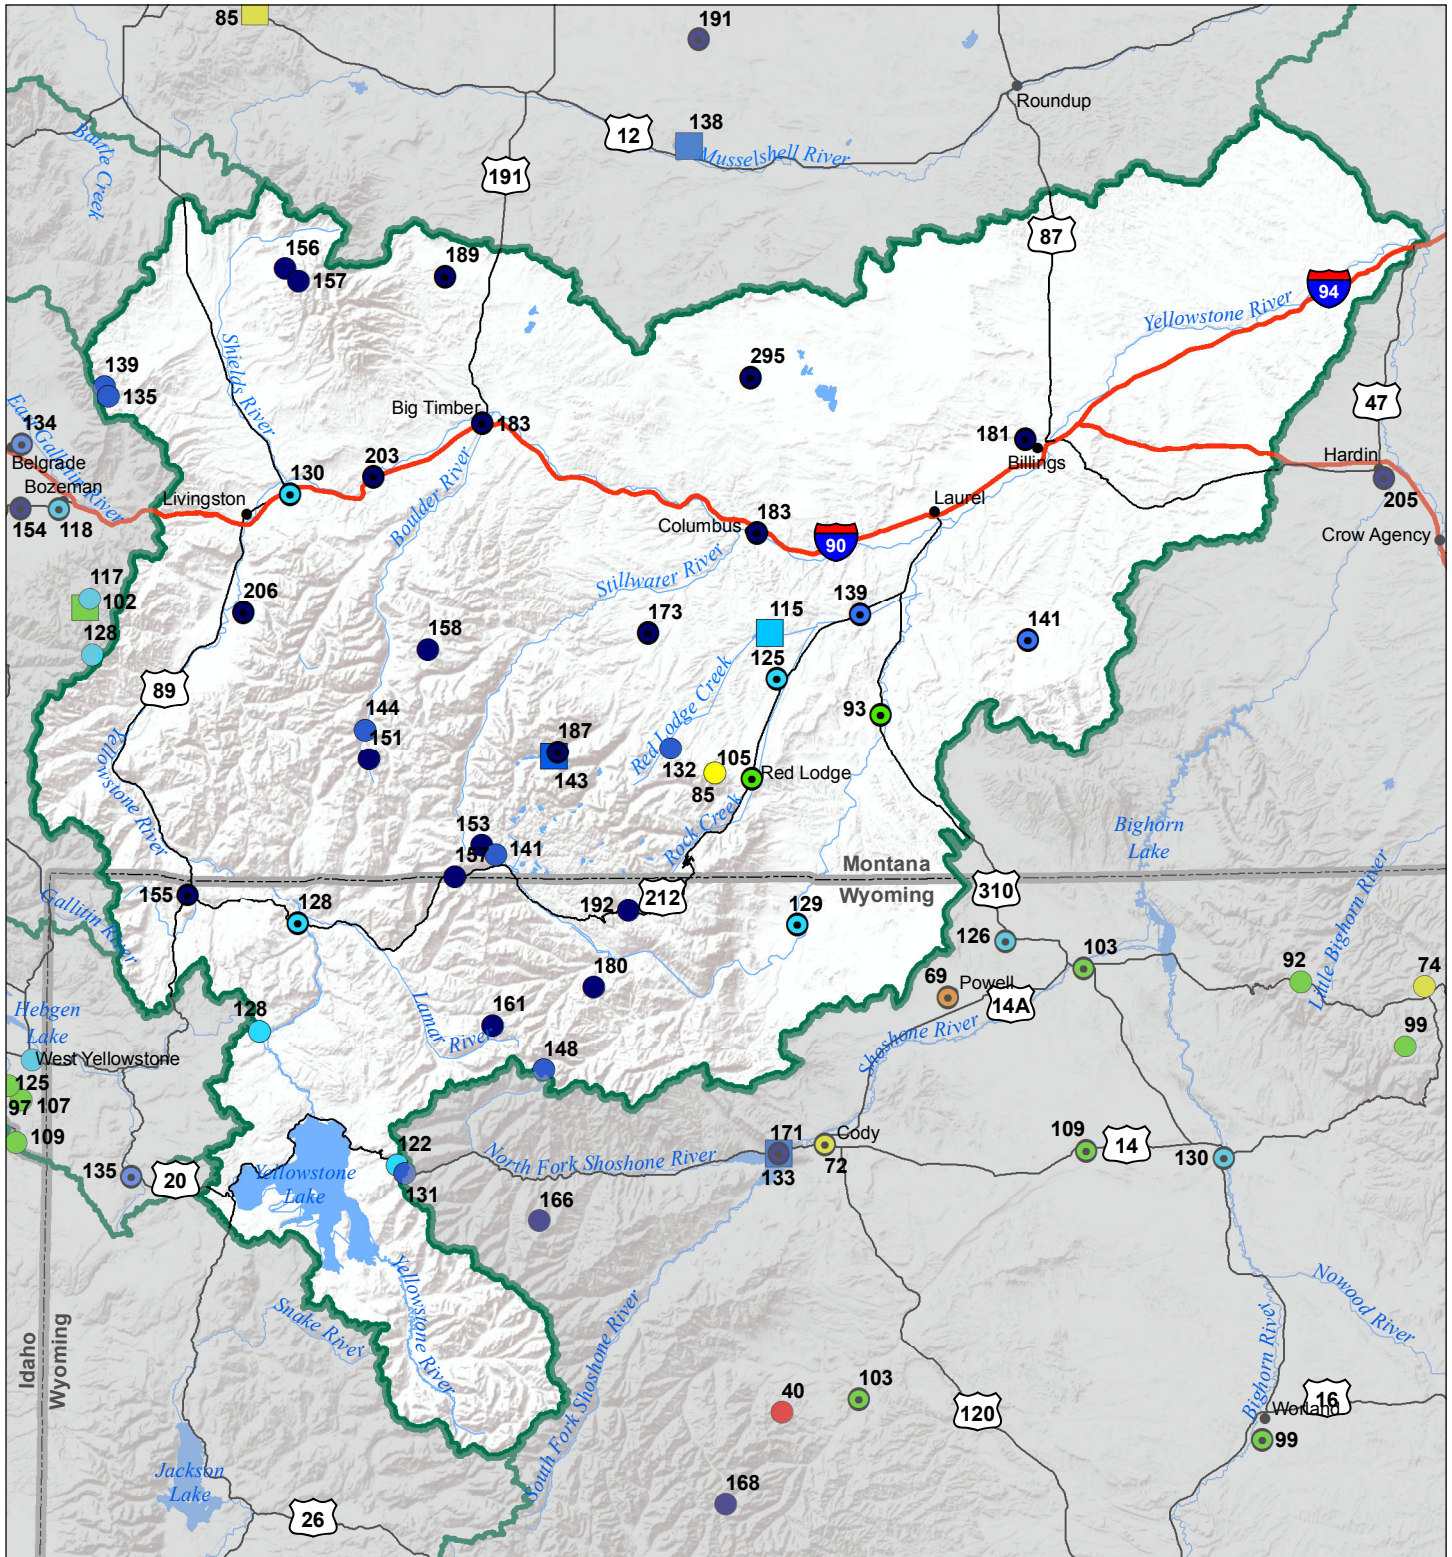 85
191
Roundup
12
138
Musselshell River
Battle Creek
191
87
156
157
189
94
Yellowstone River
Shields River
139
135
295
47
East Gallitin River
134
Belgrade
Big Timber
183
181
Billings
Hardin
205
203
130
Bozeman
Livingston
154
118
Boulder River
Laurel
Columbus
183
90
Crow Agency
Stillwater River
117
102
206
139
115
173
141
128
158
125
89
Red Lodge Creek
93
144
151
187
143
132
105
85
Red Lodge
Yellowstone River
Rock Creek
Bighorn
Lake
153
141
157
Montana
Wyoming
Little Bighorn River
155
128
192
212
129
310
126
Gallitin River
103
92
74
180
69
Powell
14A
Hebgen
Lake
128
161
Lamar River
Shoshone River
99
West Yellowstone
148
125
97
107
109
122
171
Cody
109
14
North Fork Shoshone River
72
130
135
20
Yellowstone
Lake
131
133
166
Yellowstone River
Nowood River
Snake River
Idaho
Wyoming
South Fork Shoshone River
Bighorn River
40
103
120
16
Worland
99
Jackson
Lake
168
26